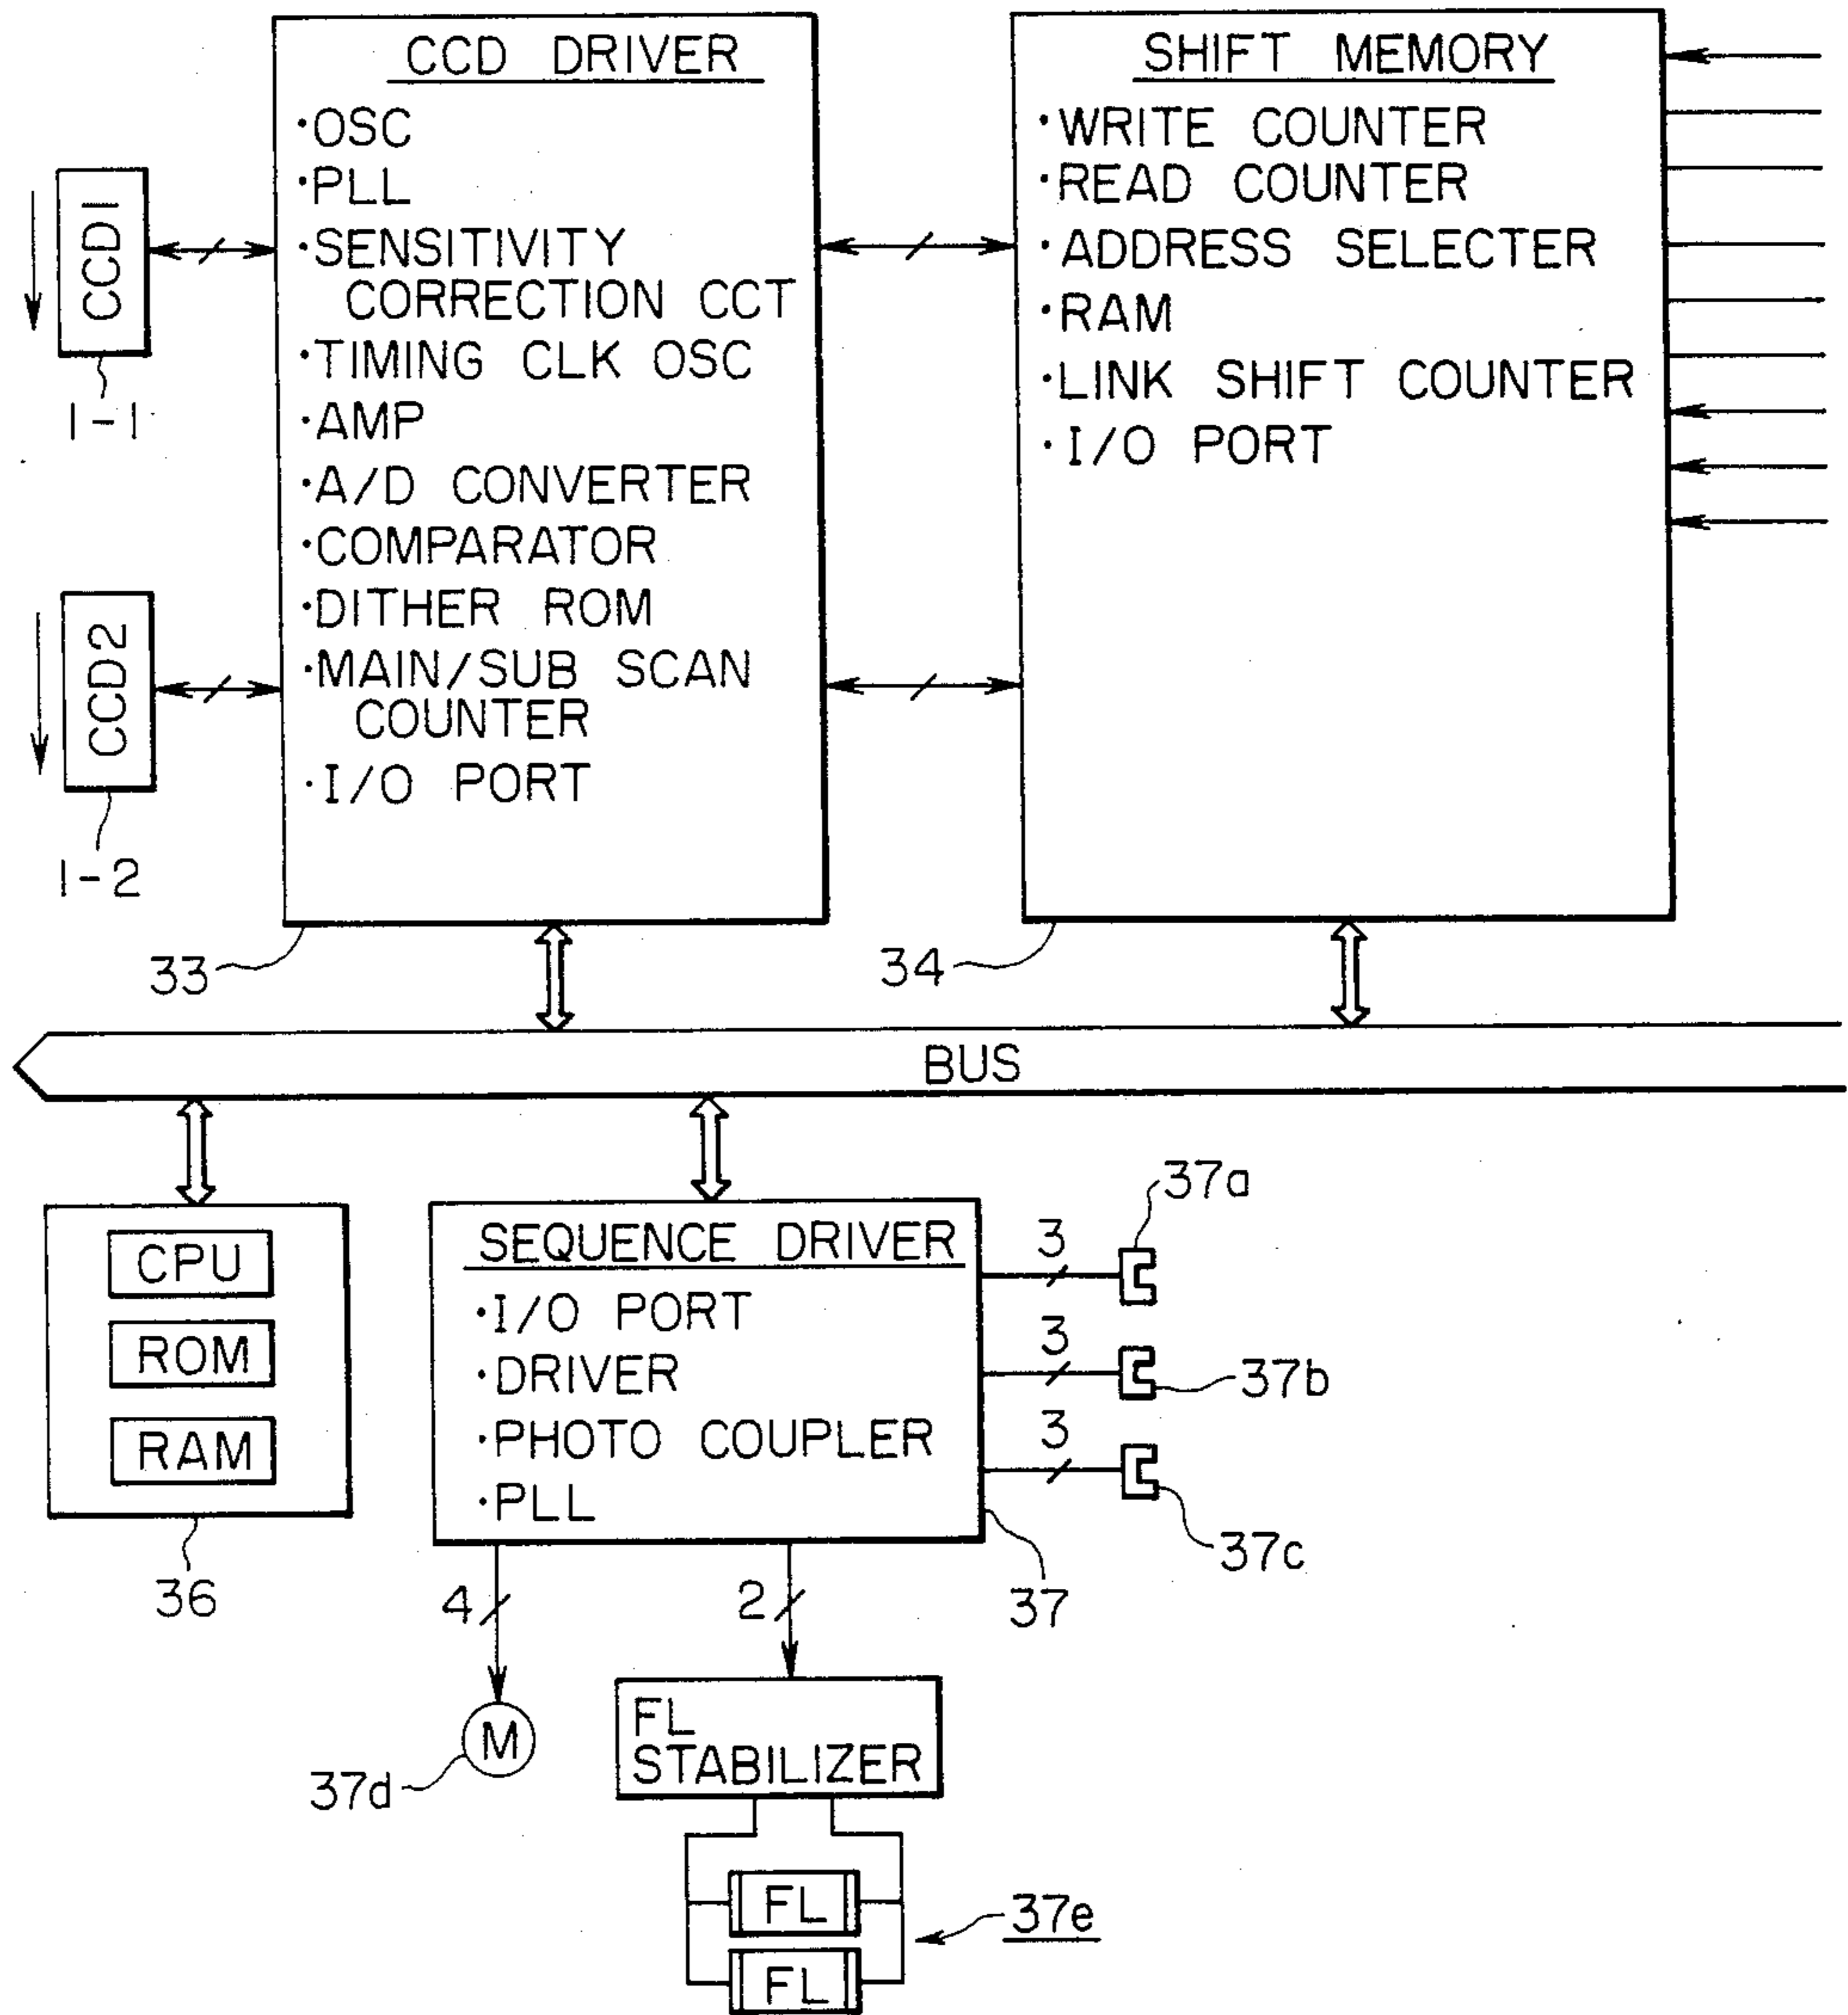 CCD DRIVER
·OSC
·PLL
·SENSITIVITY
CORRECTION CCT
·TIMING CLK OSC
·AMP
·A/D CONVERTER
·COMPARATOR
·DITHER ROM
·MAIN/SUB SCAN
COUNTER
·I/O PORT
SHIFT MEMORY
·WRITE COUNTER
·READ COUNTER
·ADDRESS SELECTER
·RAM
·LINK SHIFT COUNTER
·I/O PORT
CCD1
1-1
CCD2
1-2
33
34
BUS
CPU
ROM
RAM
36
SEQUENCE DRIVER
·I/O PORT
·DRIVER
·PHOTO COUPLER
·PLL
3
37a
3
37b
3
37c
37
4
2
M
37d
FL
STABILIZER
FL
FL
37e